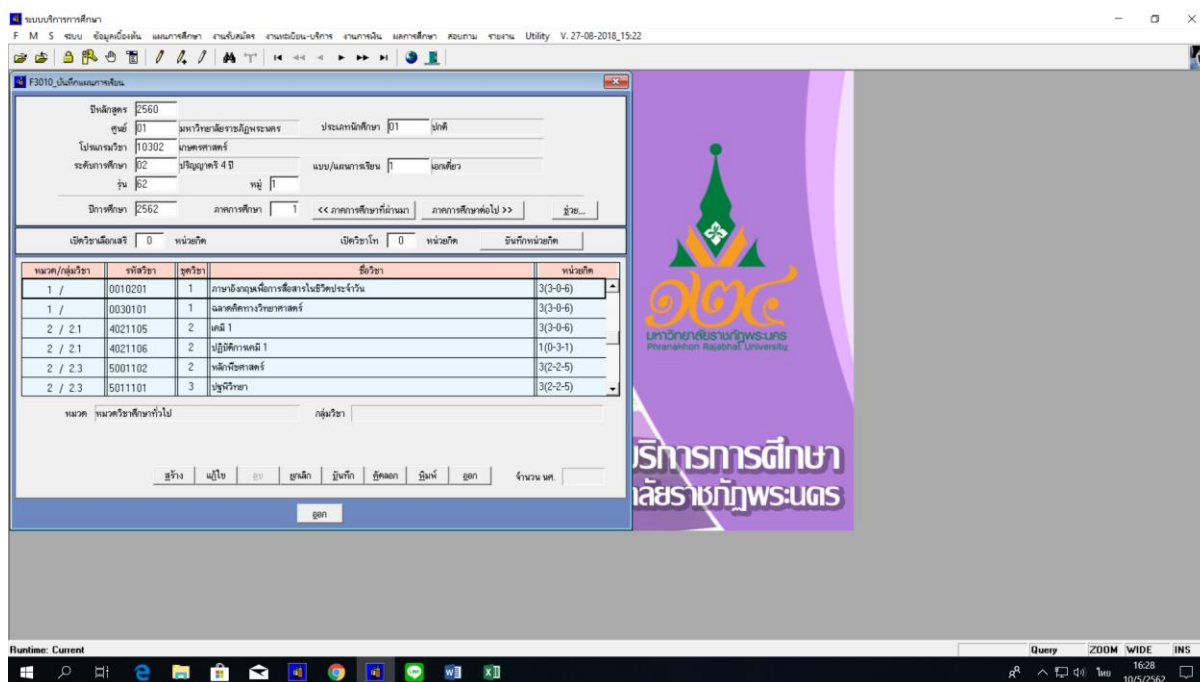 ระบบบริการการศึกษา
F M S ระบบ ข้อมูลเบื้องต้น แผนการศึกษา งานรับสมัคร งานทะเบียน-บริการ งานการเงิน ผลการศึกษา สอบถาม รายงาน Utility V. 27-08-2018_15:22
F3010_บันทึกแผนการเรียน
ปีหลักสูตร 2560
ศูนย์ 01 มหาวิทยาลัยราชภัฏพระนคร ประเภทนักศึกษา 01 ปกติ
โปรแกรมวิชา 10302 เกษตรศาสตร์
ระดับการศึกษา 02 ปริญญาตรี 4 ปี แบบ/แผนการเรียน 1 เอกเดี่ยว
รุ่น 62 หมู่ 1
ปีการศึกษา 2562 ภาคการศึกษา 1 << ภาคการศึกษาที่ผ่านมา ภาคการศึกษาต่อไป >> ช่วย...
เปิดวิชาเลือกเสรี 0 หน่วยกิต เปิดวิชาโท 0 หน่วยกิต บันทึกหน่วยกิต
หมวด/กลุ่มวิชา รหัสวิชา ชุดวิชา ชื่อวิชา หน่วยกิต
1 / 0010201 1 ภาษาอังกฤษเพื่อการสื่อสารในชีวิตประจำวัน 3(3-0-6)
1 / 0030101 1 ฉลาดคิดทางวิทยาศาสตร์ 3(3-0-6)
2 / 2.1 4021105 2 เคมี 1 3(3-0-6)
2 / 2.1 4021106 2 ปฏิบัติการเคมี 1 1(0-3-1)
2 / 2.3 5001102 2 หลักพืชศาสตร์ 3(2-2-5)
2 / 2.3 5011101 3 ปฐพีวิทยา 3(2-2-5)
หมวด หมวดวิชาศึกษาทั่วไป กลุ่มวิชา
สร้าง แก้ไข ลบ ยกเลิก บันทึก คัดลอก พิมพ์ ออก จำนวน นศ.
ออก
๑๒๔
มหาวิทยาลัยราชภัฏพระนคร
Phranakhon Rajabhat University
ริการการศึกษา
ลัยราชภัฏพระนคร
Runtime: Current Query ZOOM WIDE INS
ไทย 16:28
10/5/2562